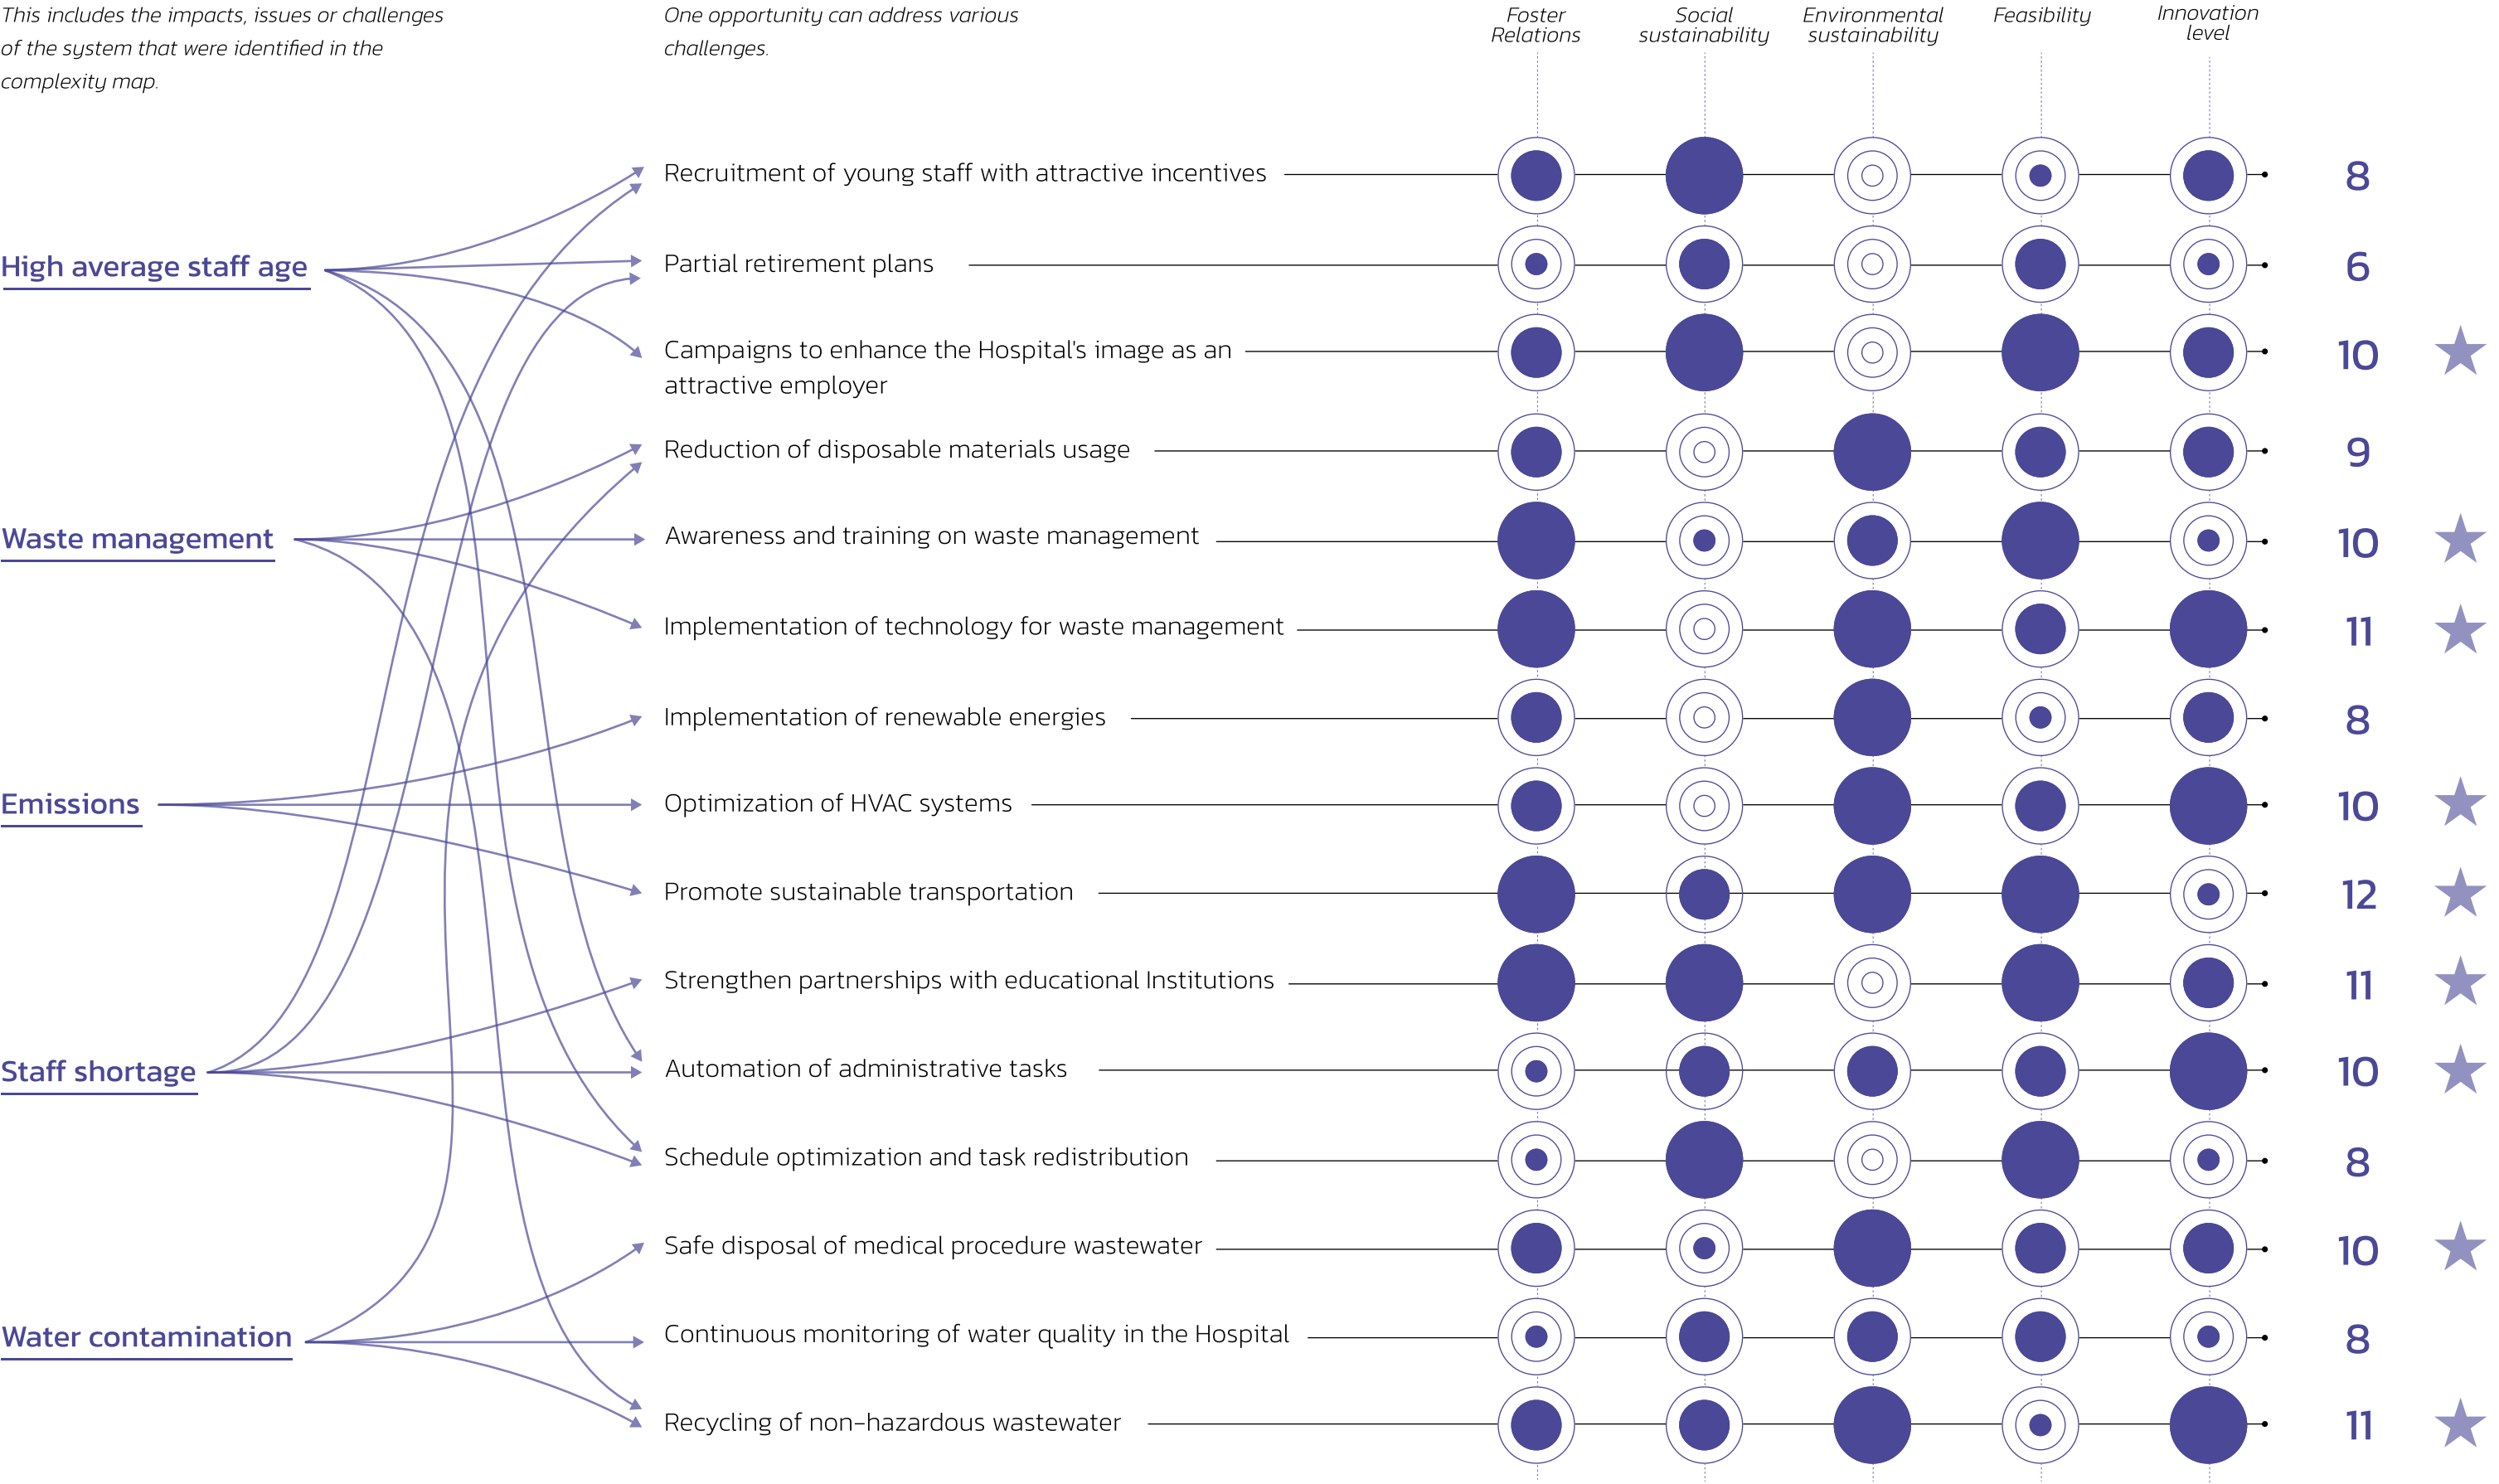 This includes the impacts, issues or challenges
of the system that were identified in the
complexity map.
One opportunity can address various
challenges.
Foster
Relations
Social
sustainability
Environmental
sustainability
Feasibility
Innovation
level
High average staff age
Waste management
Emissions
Staff shortage
Water contamination
Recruitment of young staff with attractive incentives
8
Partial retirement plans
6
Campaigns to enhance the Hospital's image as an
attractive employer
10
Reduction of disposable materials usage
9
Awareness and training on waste management
10
Implementation of technology for waste management
11
Implementation of renewable energies
8
Optimization of HVAC systems
10
Promote sustainable transportation
12
Strengthen partnerships with educational Institutions
11
Automation of administrative tasks
10
Schedule optimization and task redistribution
8
Safe disposal of medical procedure wastewater
10
Continuous monitoring of water quality in the Hospital
8
Recycling of non-hazardous wastewater
11